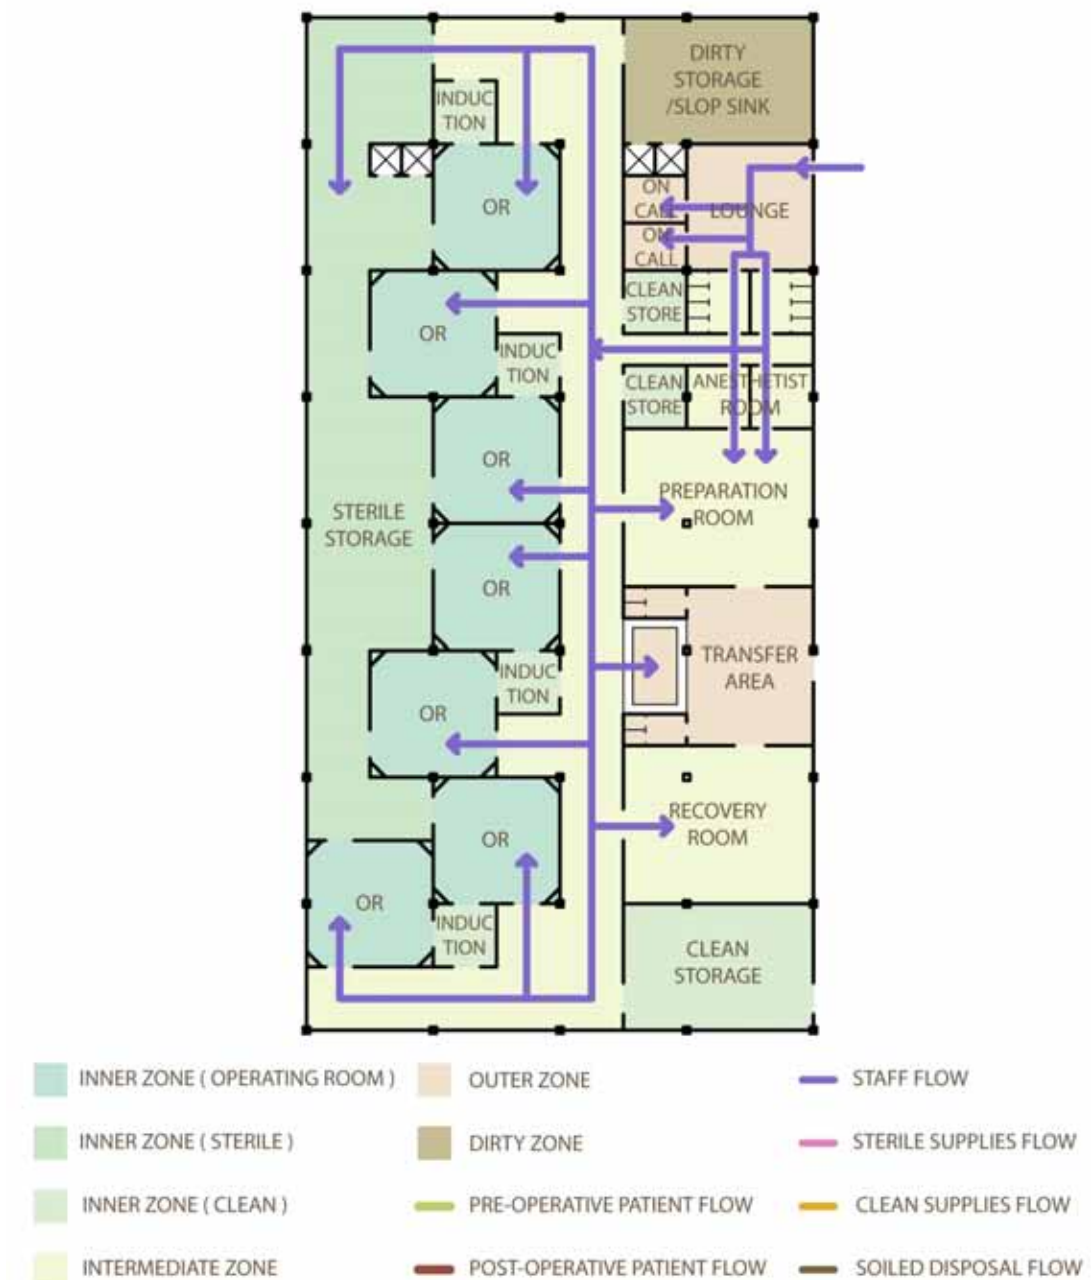 DIRTY
STORAGE
/SLOP SINK
INDUC
TION
OR
ON
CALL
LOUNGE
ON
CALL
CLEAN
STORE
OR
INDUC
TION
CLEAN
STORE
ANESTHETIST
ROOM
OR
PREPARATION
ROOM
STERILE
STORAGE
OR
INDUC
TION
TRANSFER
AREA
OR
OR
RECOVERY
ROOM
OR
INDUC
TION
CLEAN
STORAGE
INNER ZONE ( OPERATING ROOM )
OUTER ZONE
STAFF FLOW
INNER ZONE ( STERILE )
DIRTY ZONE
STERILE SUPPLIES FLOW
INNER ZONE ( CLEAN )
PRE-OPERATIVE PATIENT FLOW
CLEAN SUPPLIES FLOW
INTERMEDIATE ZONE
POST-OPERATIVE PATIENT FLOW
SOILED DISPOSAL FLOW